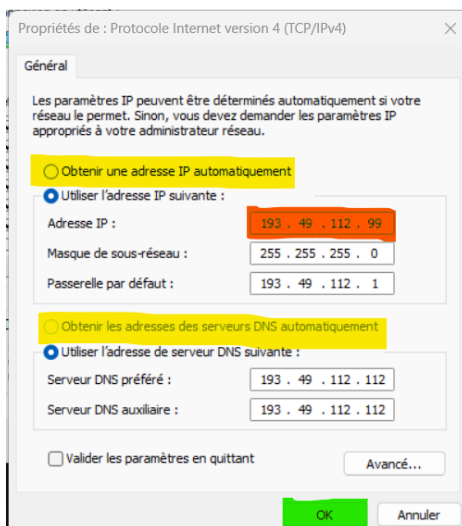 Propriétés de : Protocole Internet version 4 (TCP/IPv4)
Général
Les paramètres IP peuvent être déterminés automatiquement si votre
réseau le permet. Sinon, vous devez demander les paramètres IP
appropriés à votre administrateur réseau.
Obtenir une adresse IP automatiquement
Utiliser l'adresse IP suivante :
Adresse IP : 193 . 49 . 112 . 99
Masque de sous-réseau : 255 . 255 . 255 . 0
Passerelle par défaut : 193 . 49 . 112 . 1
Obtenir les adresses des serveurs DNS automatiquement
Utiliser l'adresse de serveur DNS suivante :
Serveur DNS préféré : 193 . 49 . 112 . 112
Serveur DNS auxiliaire : 193 . 49 . 112 . 112
Valider les paramètres en quittant
Avancé...
OK Annuler